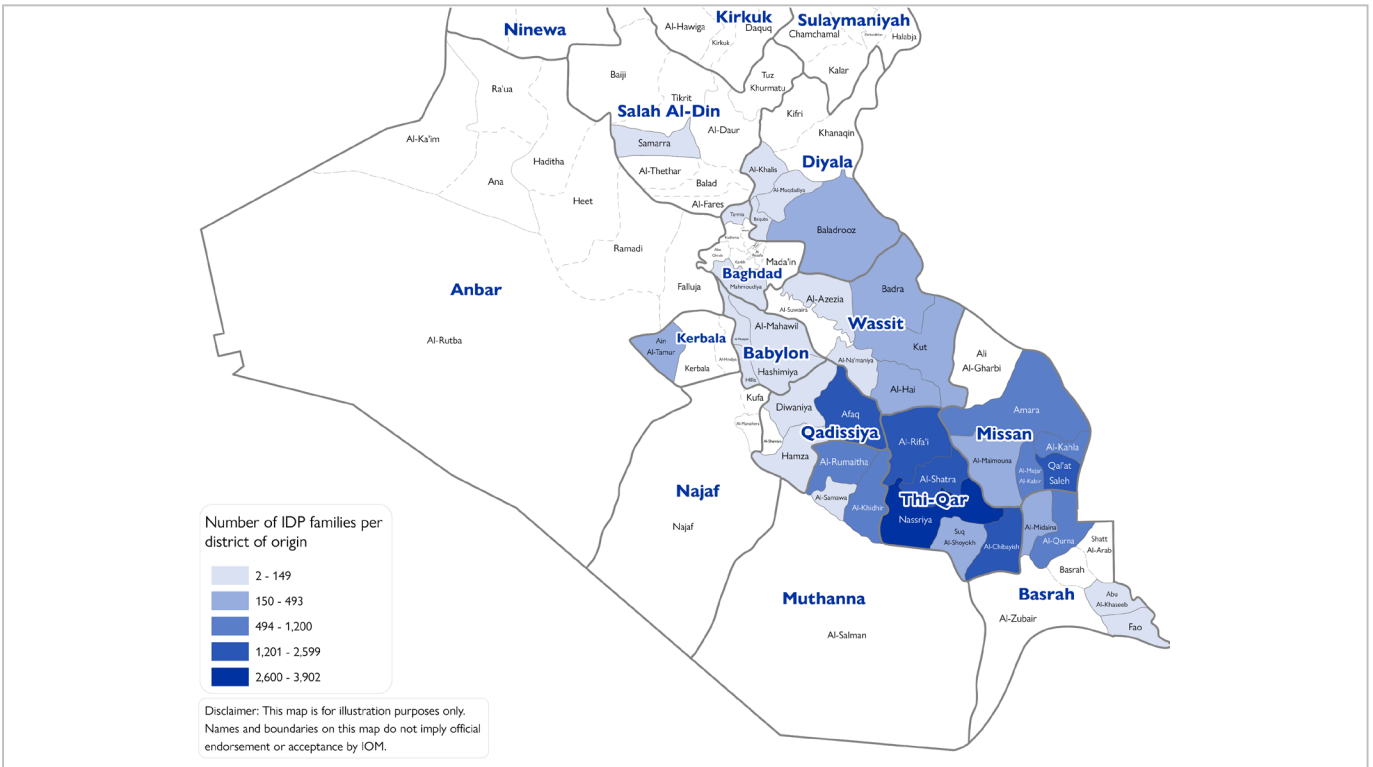 Ninewa
Kirkuk
Sulaymaniyah
Al-Hawiga
Daquq
Kirkuk
Chamchamal
Halabja
Baiji
Tuz
Khurmatu
Kalar
Ra'ua
Tikrit
Salah Al-Din
Kifri
Al-Daur
Khanaqin
Al-Ka'im
Samarra
Haditha
Diyala
Al-Thethar
Al-Khalis
Ana
Balad
Al-Muqdadiya
Heet
Al-Fares
Tarmia
Ba'quba
Baladrooz
Ramadi
Mada'in
Baghdad
Falluja
Mahmoudiya
Anbar
Badra
Al-Azezia
Al-Suwaira
Wassit
Al-Mahawil
Al-Rutba
Ain
Al-Tamur
Kerbala
Babylon
Kut
Ali
Al-Gharbi
Al-Na'maniya
Kerbala
Hashimiya
Hilla
Al-Hai
Kufa
Diwaniya
Afaq
Amara
Qadissiya
Al-Rifa'i
Missan
Al-Kahla
Hamza
Al-Rumaitha
Al-Maimouna
Al-Mejar
Al-Kabir
Qal'at
Saleh
Al-Shatra
Najaf
Al-Samawa
Al-Khidhir
Thi-Qar
Nassriya
Najaf
Suq
Al-Shoyokh
Al-Chibayish
Al-Midaina
Al-Qurna
Shatt
Al-Arab
Basrah
Muthanna
Basrah
Abu
Al-Khaseeb
Al-Zubair
Fao
Al-Salman
Number of IDP families per
district of origin
2 - 149
150 - 493
494 - 1,200
1,201 - 2,599
2,600 - 3,902
Disclaimer: This map is for illustration purposes only.
Names and boundaries on this map do not imply official
endorsement or acceptance by IOM.